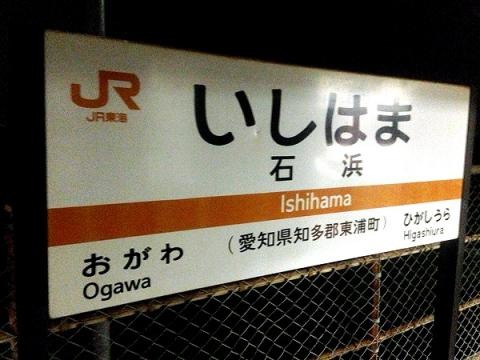 JR
JR東海
いしはま
石浜
Ishihama
(愛知県知多郡東浦町)
おがわ
Ogawa
ひがしうら
Higashiura